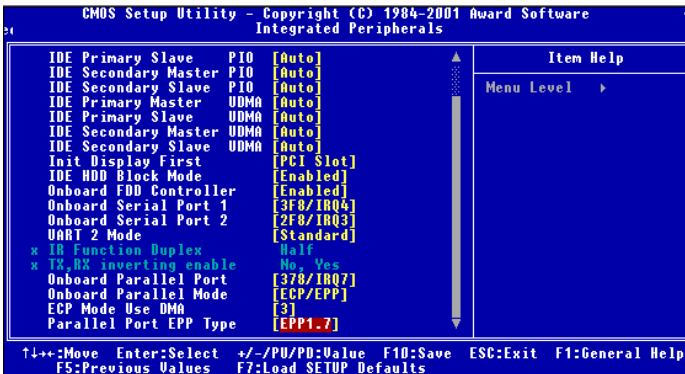 CMOS Setup Utility - Copyright (C) 1984-2001 Award Software
Integrated Peripherals
IDE Primary Slave PIO [Auto]
IDE Secondary Master PIO [Auto]
IDE Secondary Slave PIO [Auto]
IDE Primary Master UDMA [Auto]
IDE Primary Slave UDMA [Auto]
IDE Secondary Master UDMA [Auto]
IDE Secondary Slave UDMA [Auto]
Init Display First [PCI Slot]
IDE HDD Block Mode [Enabled]
Onboard FDD Controller [Enabled]
Onboard Serial Port 1 [3F8/IRQ4]
Onboard Serial Port 2 [2F8/IRQ3]
UART 2 Mode [Standard]
x IR Function Duplex Half
x TX,RX inverting enable No, Yes
Onboard Parallel Port [378/IRQ7]
Onboard Parallel Mode [ECP/EPP]
ECP Mode Use DMA [3]
Parallel Port EPP Type [EPP1.7]
Item Help
Menu Level ▸
↑↓→←:Move Enter:Select +/-/PU/PD:Value F10:Save ESC:Exit F1:General Help
F5:Previous Values F7:Load SETUP Defaults